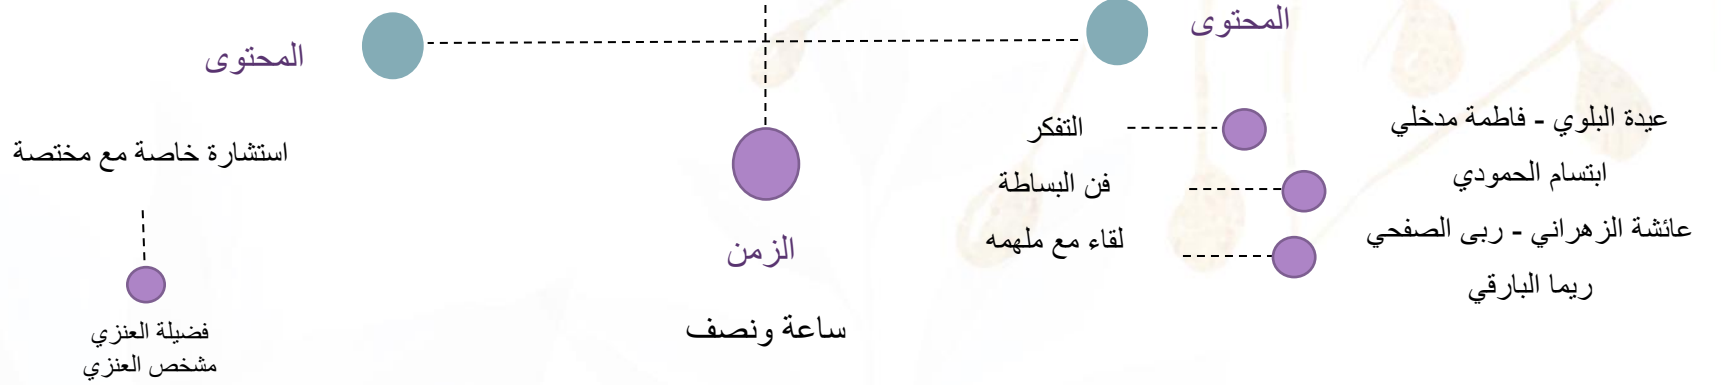 المحتوى
عيدة البلوي - فاطمة مدخلي
ابتسام الحمودي
عائشة الزهراني - ربى الصفحي
ريما البارقي
التفكر
فن البساطة
لقاء مع ملهمه
الزمن
ساعة ونصف
المحتوى
استشارة خاصة مع مختصة
فضيلة العنزي
مشخص العنزي